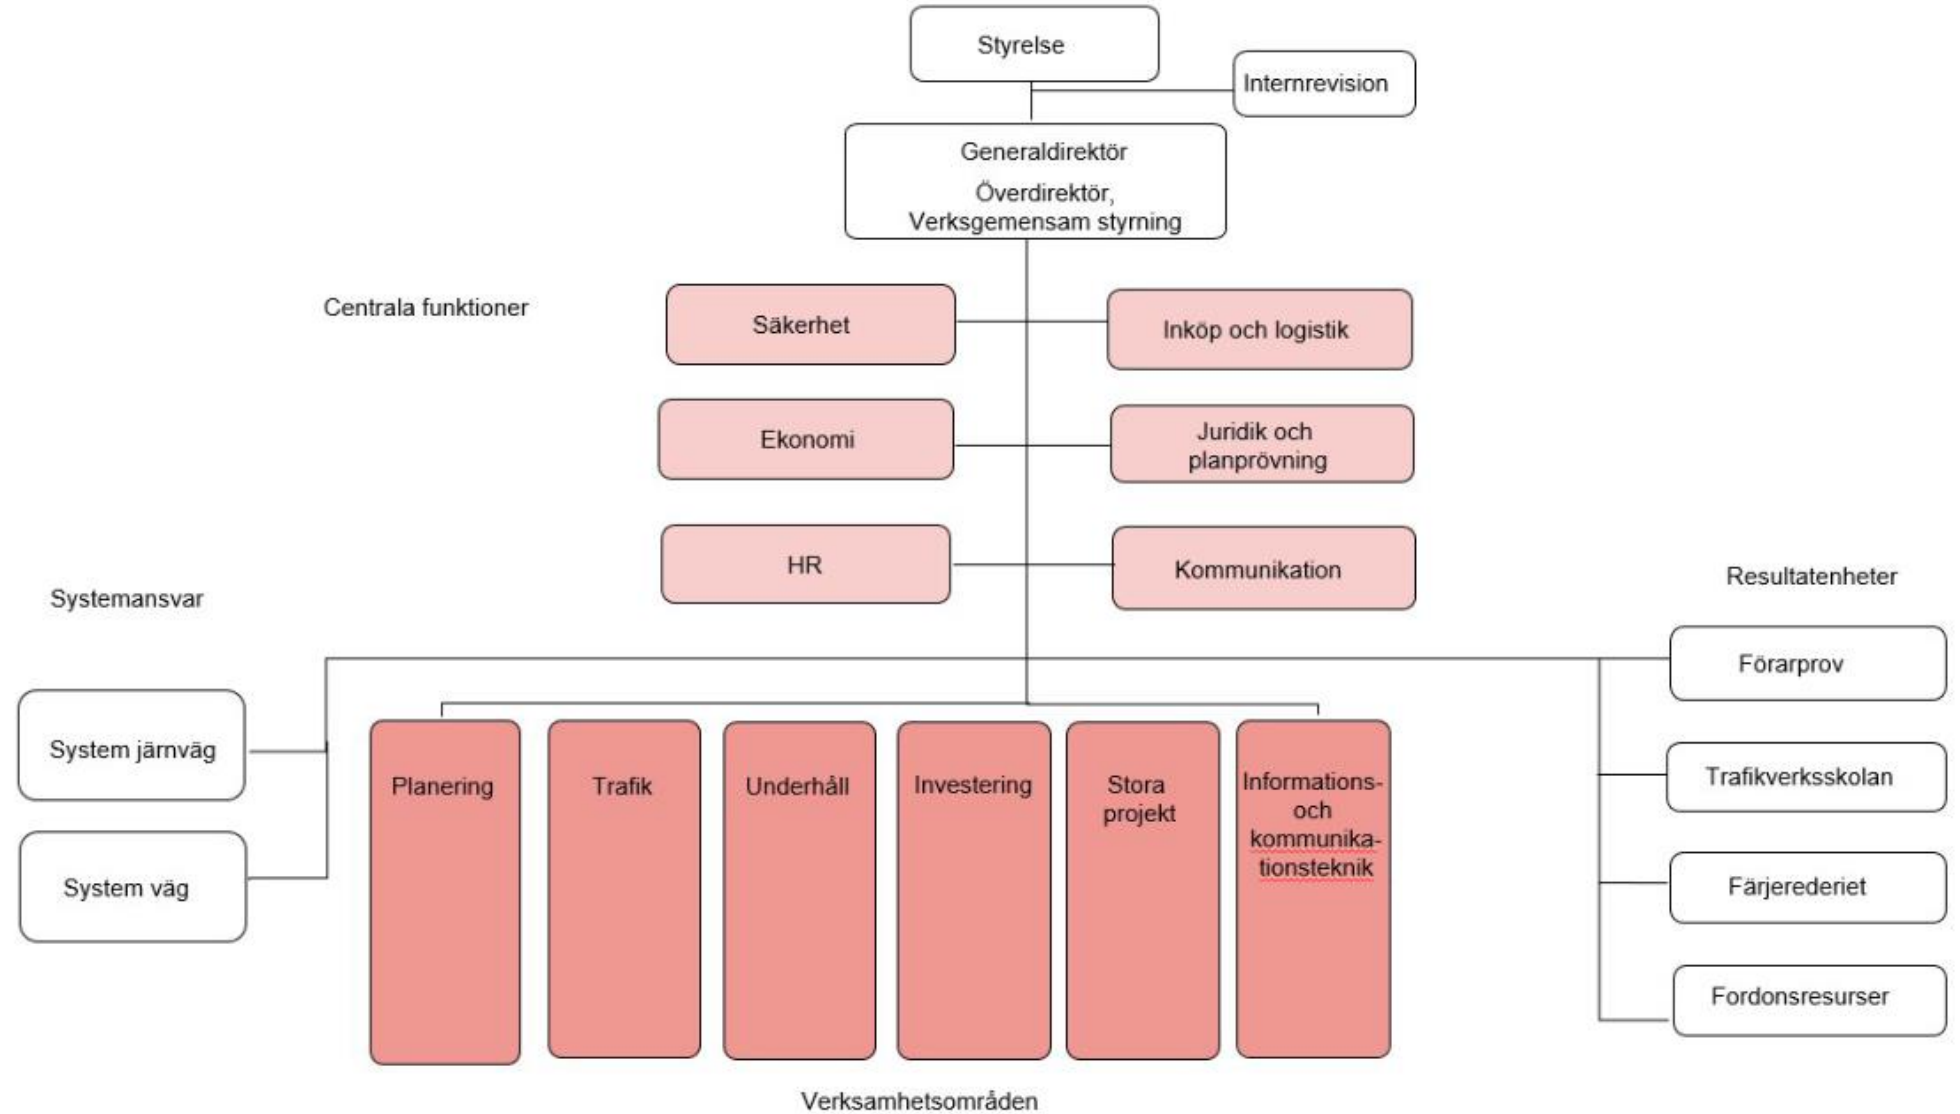 Styrelse
Internrevision
Generaldirektör
Överdirektör,
Verksgemensam styrning
Centrala funktioner
Säkerhet
Inköp och logistik
Ekonomi
Juridik och
planprövning
HR
Kommunikation
Systemansvar
Resultatenheter
System järnväg
System väg
Planering
Trafik
Underhåll
Investering
Stora
projekt
Informations-
och
kommunika-
tionsteknik
Förarprov
Trafikverksskolan
Färjerederiet
Fordonsresurser
Verksamhetsområden